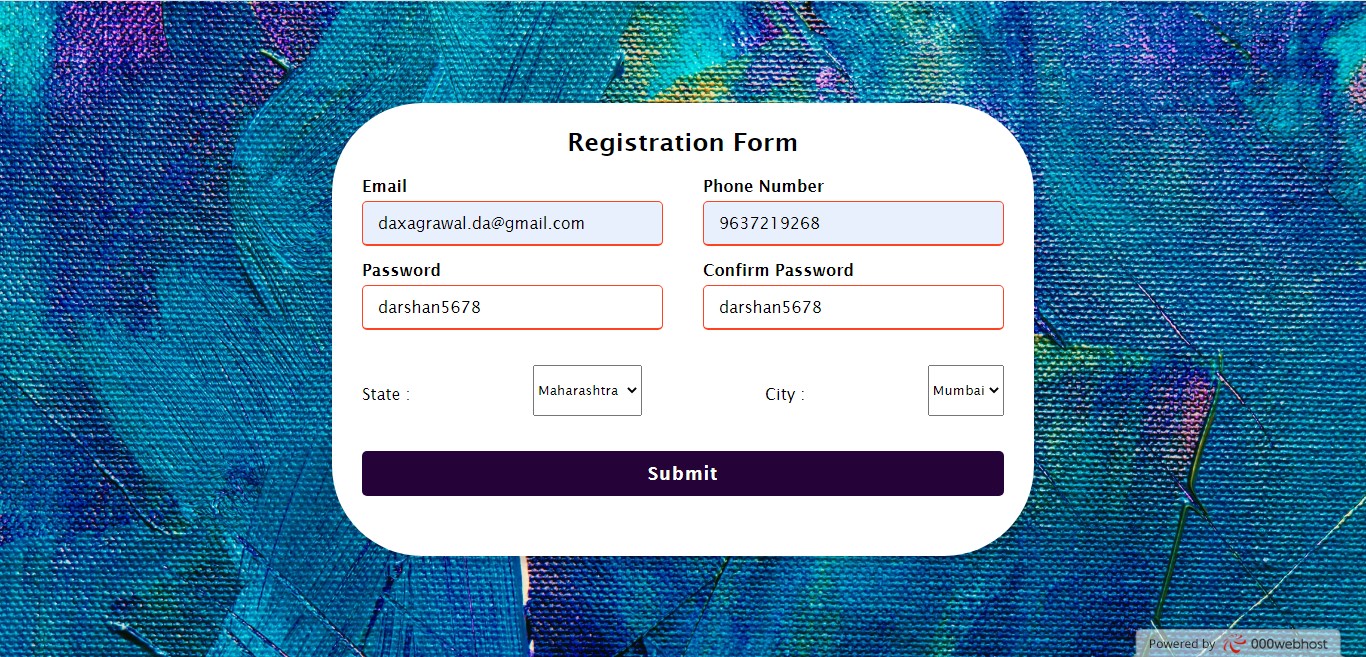 Registration Form
Email
Phone Number
daxagrawal.da@gmail.com
9637219268
Password
Confirm Password
darshan5678
darshan5678
State :
Maharashtra
City :
Mumbai
Submit
Powered by 000webhost